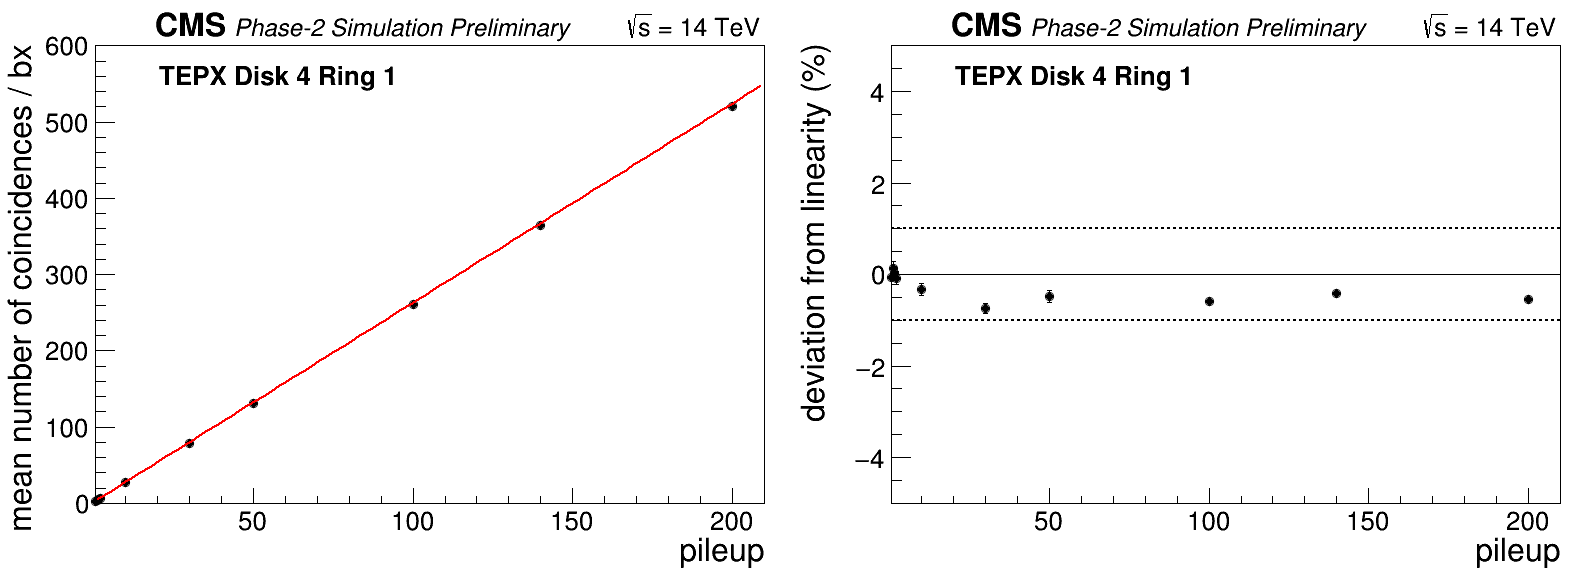 CMS Phase-2 Simulation Preliminary √s = 14 TeV
TEPX Disk 4 Ring 1
mean number of coincidences / bx
600
500
400
300
200
100
0
50 100 150 200
pileup
CMS Phase-2 Simulation Preliminary √s = 14 TeV
TEPX Disk 4 Ring 1
deviation from linearity (%)
4
2
0
−2
−4
50 100 150 200
pileup